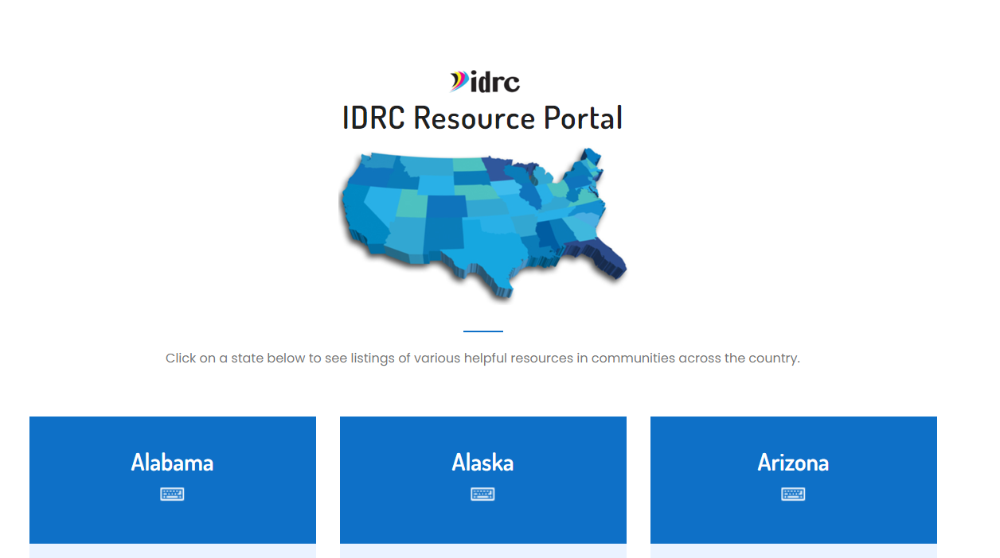 idrc
IDRC Resource Portal
Click on a state below to see listings of various helpful resources in communities across the country.
Alabama
Alaska
Arizona